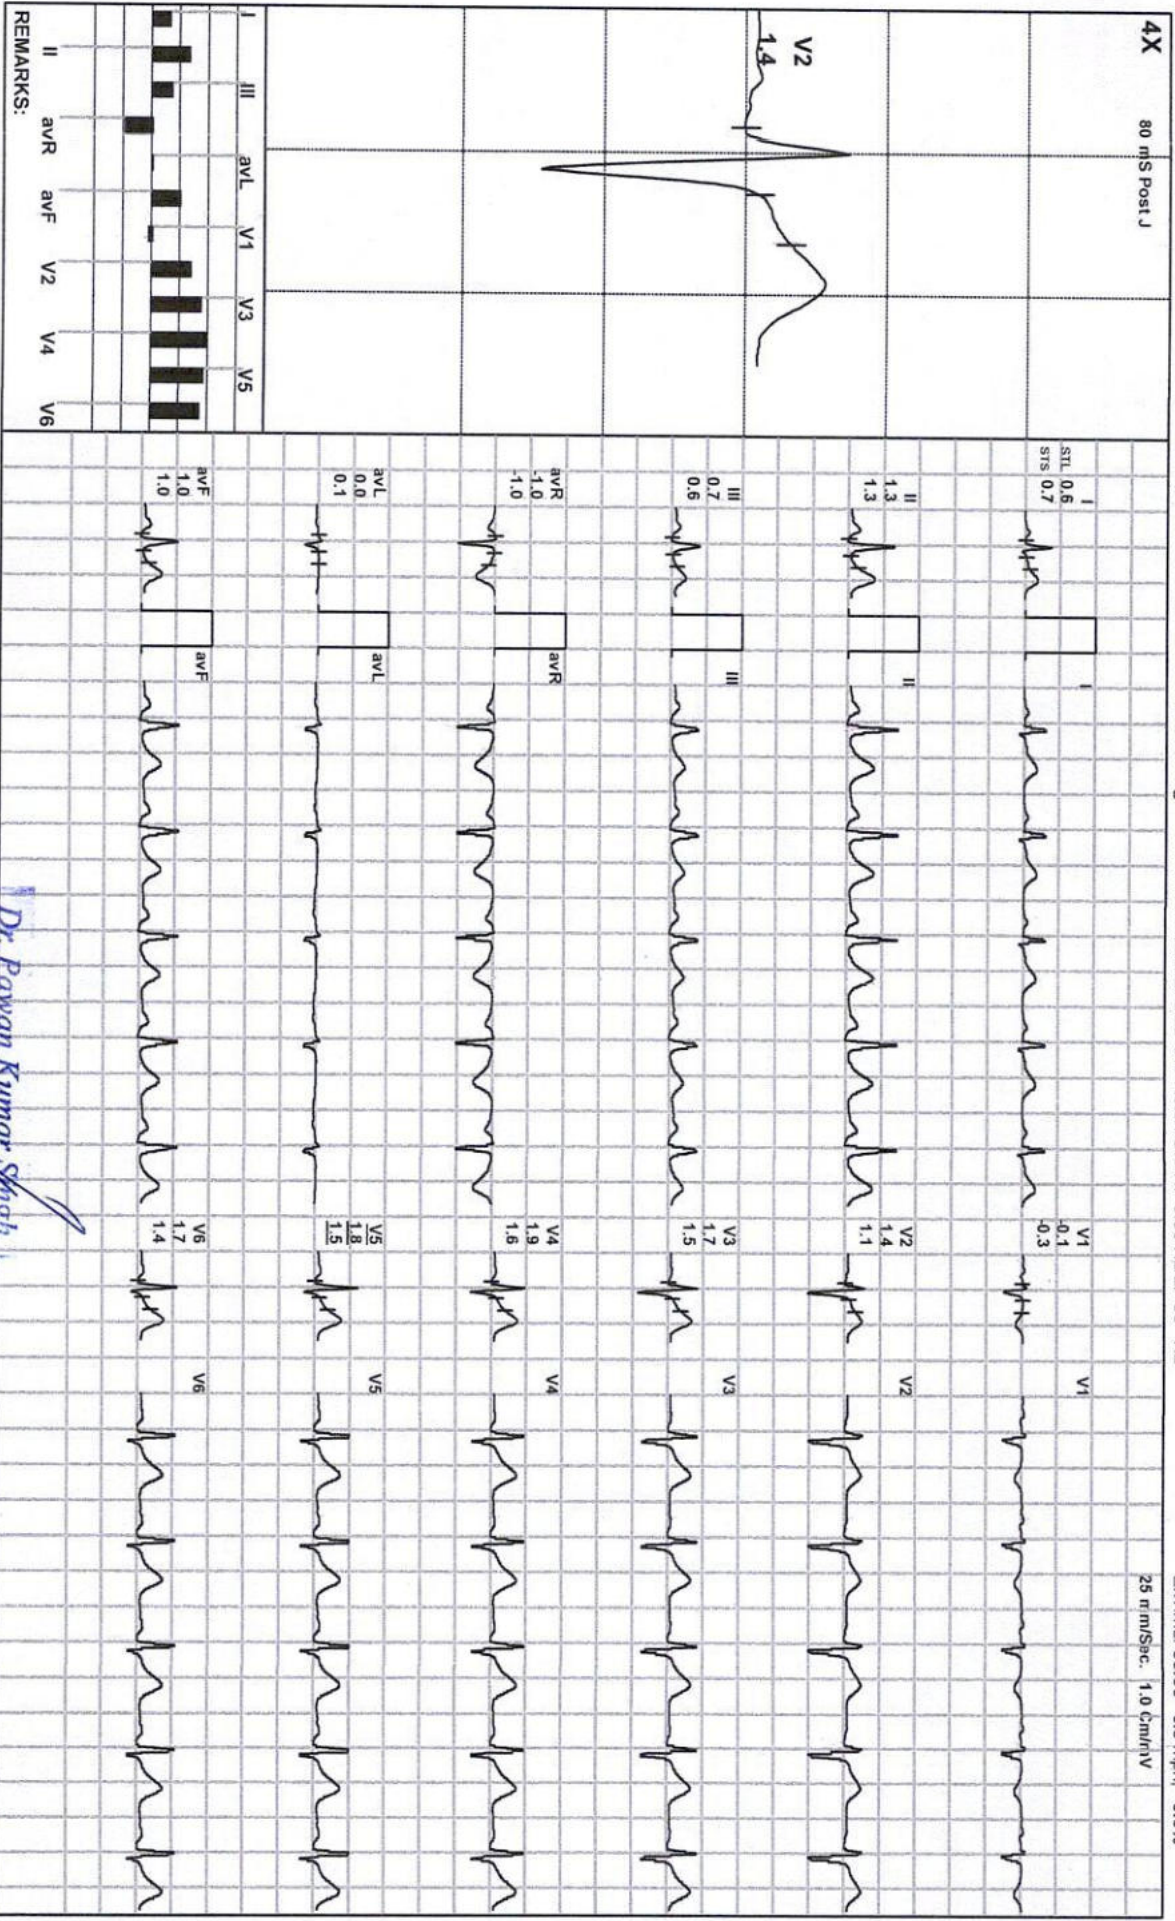 4X
80 mS Post J
V2
1.4
I
II
III
avR
avL
avF
V1
V2
V3
V4
V5
V6
REMARKS:
25 mm/Sec. 1.0 Cm/mV
I
STL 0.6
STS 0.7
I
V1
-0.1
-0.3
V1
II
1.3
1.3
II
V2
1.4
1.1
V2
III
0.7
0.6
III
V3
1.7
1.5
V3
avR
-1.0
-1.0
avR
V4
1.9
1.6
V4
avL
0.0
0.1
avL
V5
1.8
1.5
V5
avF
1.0
1.0
avF
V6
1.7
1.4
V6
Dr. Pawan Kumar Singh